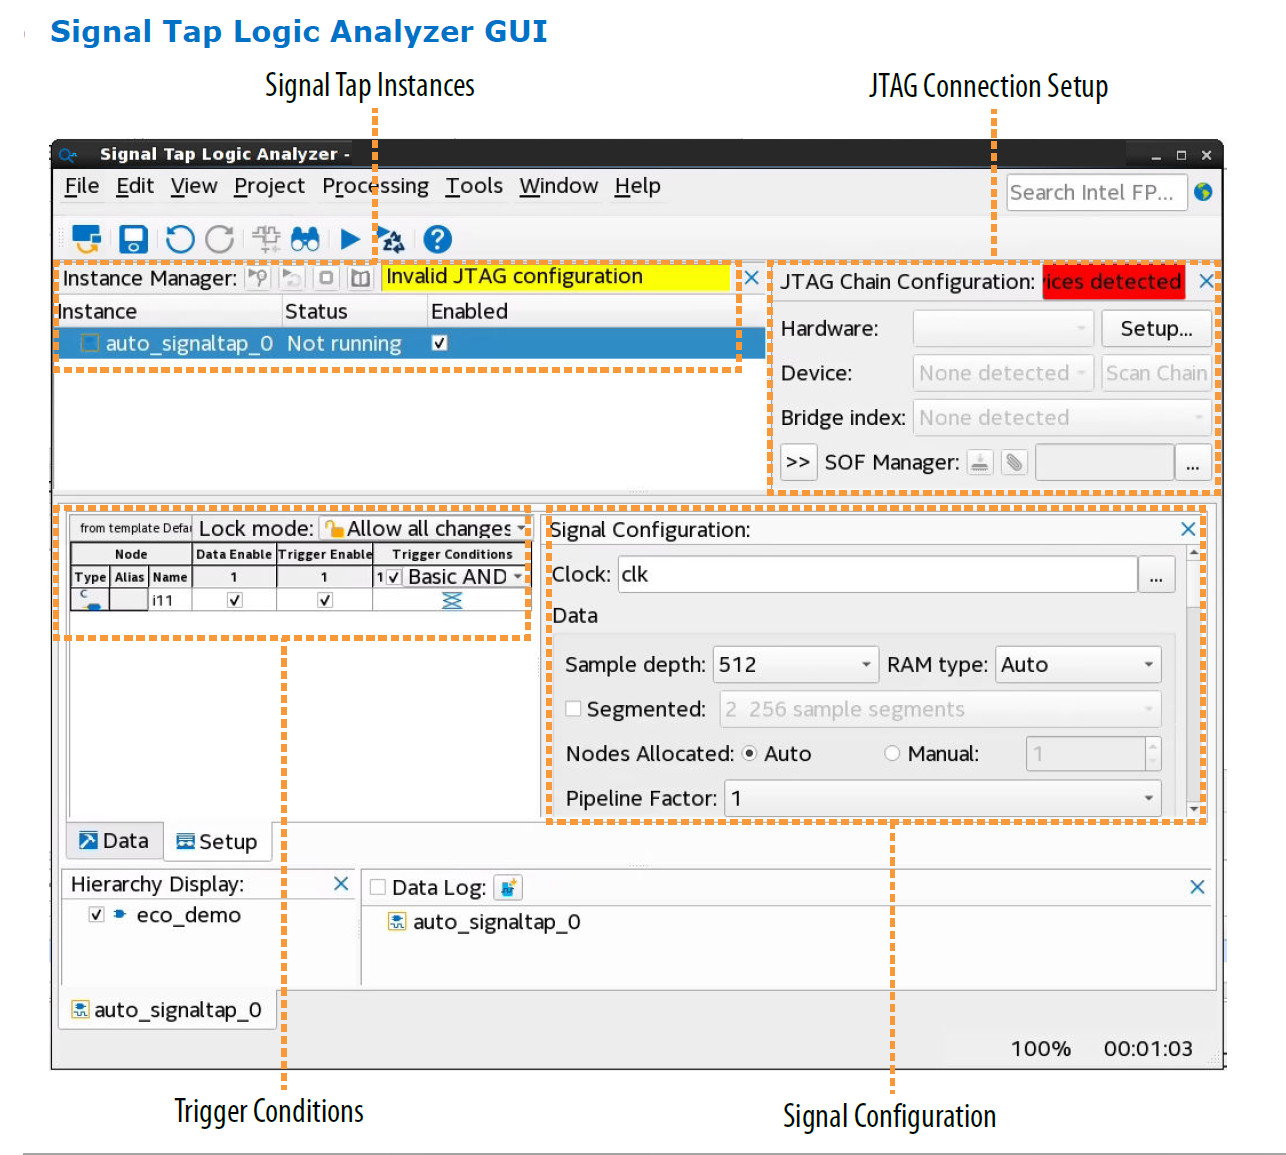 Signal Tap Logic Analyzer GUI
Signal Tap Instances
JTAG Connection Setup
Signal Tap Logic Analyzer -
File Edit View Project Processing Tools Window Help
Search Intel FP...
Instance Manager: Invalid JTAG configuration
Instance Status Enabled
auto_signaltap_0 Not running
JTAG Chain Configuration: ices detected
Hardware: Setup...
Device: None detected Scan Chain
Bridge index: None detected
>> SOF Manager: ...
from template Defau Lock mode: Allow all changes
Node Data Enable Trigger Enable Trigger Conditions
Type Alias Name 1 1 1 Basic AND
C i11
Signal Configuration:
Clock: clk ...
Data
Sample depth: 512 RAM type: Auto
Segmented: 2 256 sample segments
Nodes Allocated: Auto Manual: 1
Pipeline Factor: 1
Data Setup
Hierarchy Display:
eco_demo
Data Log:
auto_signaltap_0
auto_signaltap_0
100% 00:01:03
Trigger Conditions
Signal Configuration